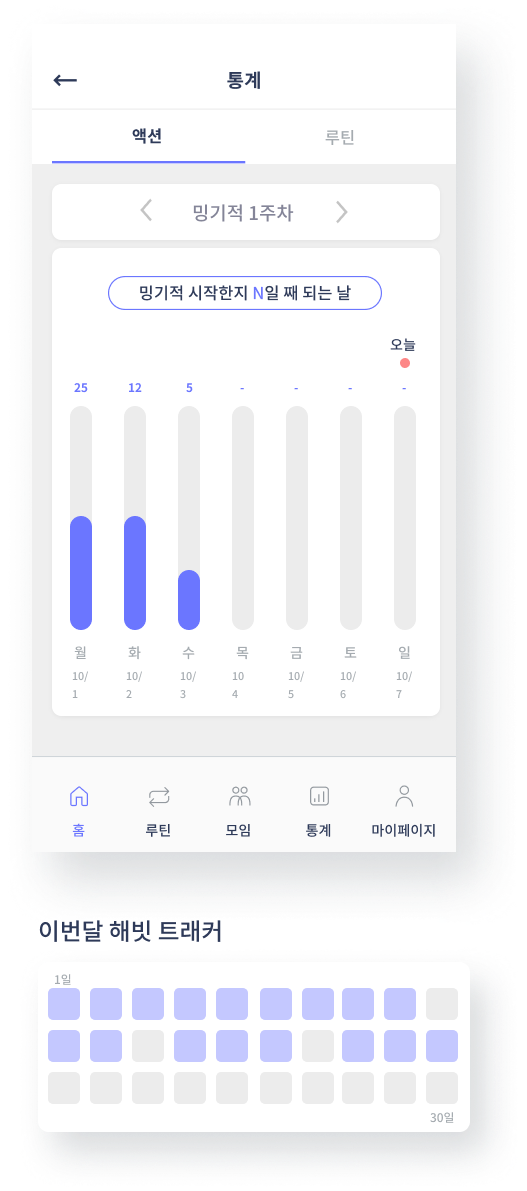 통계
액션 루틴
밍기적 1주차
밍기적 시작한지 N일 째 되는 날
오늘
25 12 5 - - - -
월 화 수 목 금 토 일
10/ 10/ 10/ 10 10/ 10/ 10/
1 2 3 4 5 6 7
홈 루틴 모임 통계 마이페이지
이번달 해빗 트래커
1일
30일